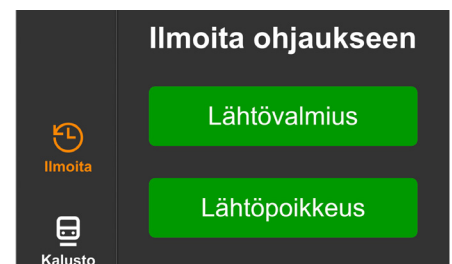 Ilmoita ohjaukseen
Lähtövalmius
Ilmoita
Lähtöpoikkeus
Kalusto